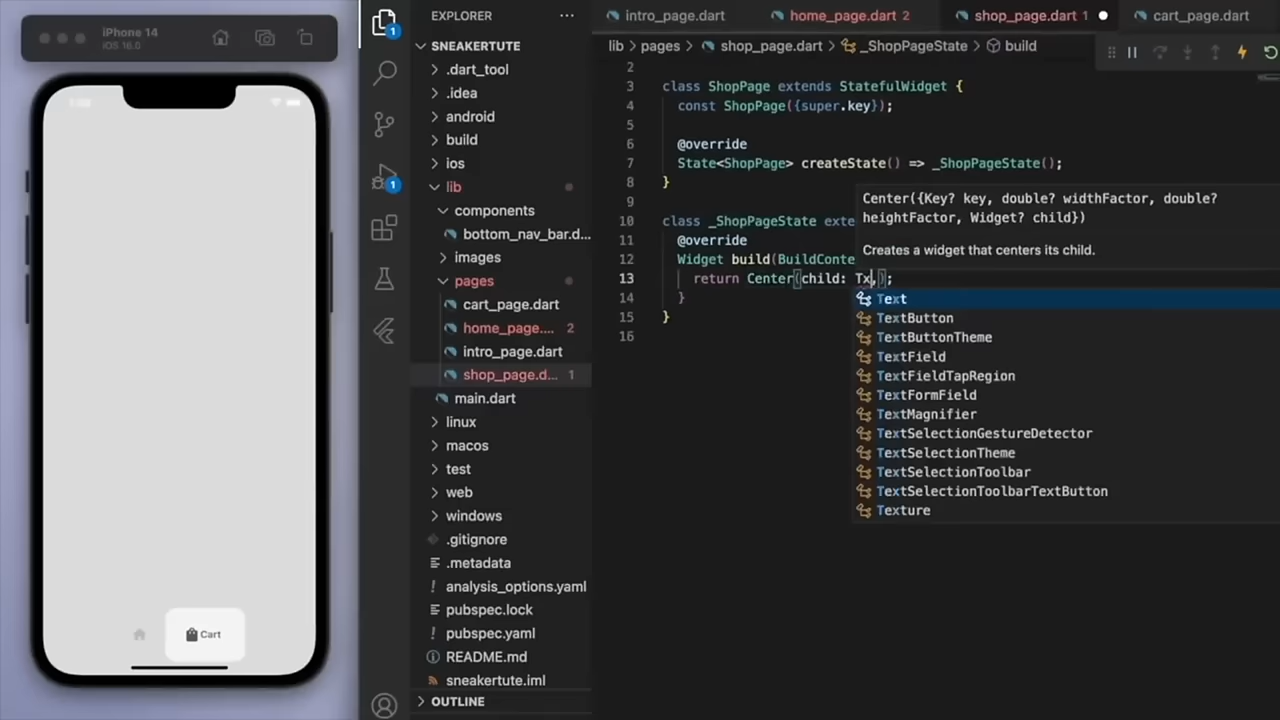 iPhone 14
iOS 16.0
Cart
1
1
EXPLORER
SNEAKERTUTE
.dart_tool
.idea
android
build
ios
lib
components
bottom_nav_bar.d...
images
pages
cart_page.dart
home_page.... 2
intro_page.dart
shop_page.d... 1
main.dart
linux
macos
test
web
windows
.gitignore
.metadata
! analysis_options.yaml
pubspec.lock
! pubspec.yaml
README.md
sneakertute.iml
OUTLINE
intro_page.dart home_page.dart 2 shop_page.dart 1 cart_page.dart
lib > pages > shop_page.dart > _ShopPageState > build
2
3 class ShopPage extends StatefulWidget {
4 const ShopPage({super.key});
5
6 @override
7 State<ShopPage> createState() => _ShopPageState();
8 }
9
10 class _ShopPageState exte
11 @override
12 Widget build(BuildConte
13 return Center(child: Tx,);
14 }
15 }
16
Center({Key? key, double? widthFactor, double?
heightFactor, Widget? child})
Creates a widget that centers its child.
Text
TextButton
TextButtonTheme
TextField
TextFieldTapRegion
TextFormField
TextMagnifier
TextSelectionGestureDetector
TextSelectionTheme
TextSelectionToolbar
TextSelectionToolbarTextButton
Texture